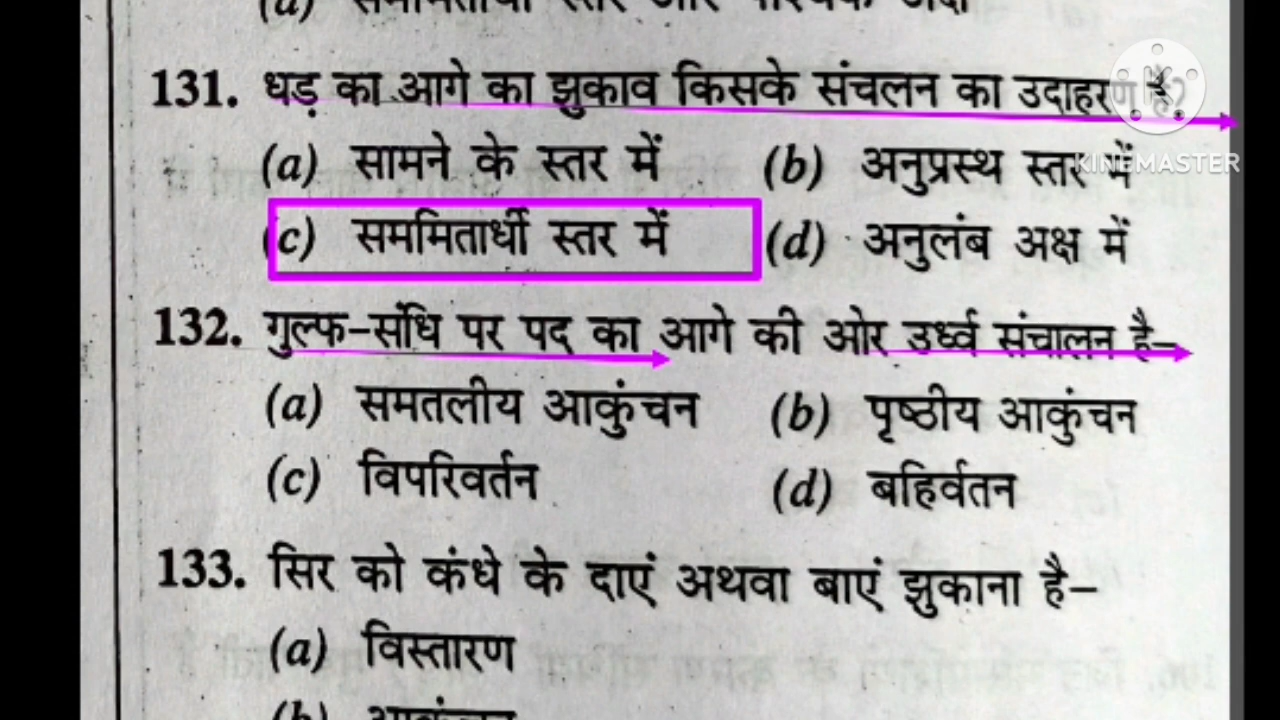 131. धड़ का आगे का झुकाव किसके संचलन का उदाहरण है?
KINEMASTER
(a) सामने के स्तर में (b) अनुप्रस्थ स्तर में
(c) सममितार्धी स्तर में (d) अनुलंब अक्ष में
132. गुल्फ-संधि पर पद का आगे की ओर उर्ध्व संचालन है-
(a) समतलीय आकुंचन (b) पृष्ठीय आकुंचन
(c) विपरिवर्तन (d) बहिर्वतन
133. सिर को कंधे के दाएं अथवा बाएं झुकाना है-
(a) विस्तारण